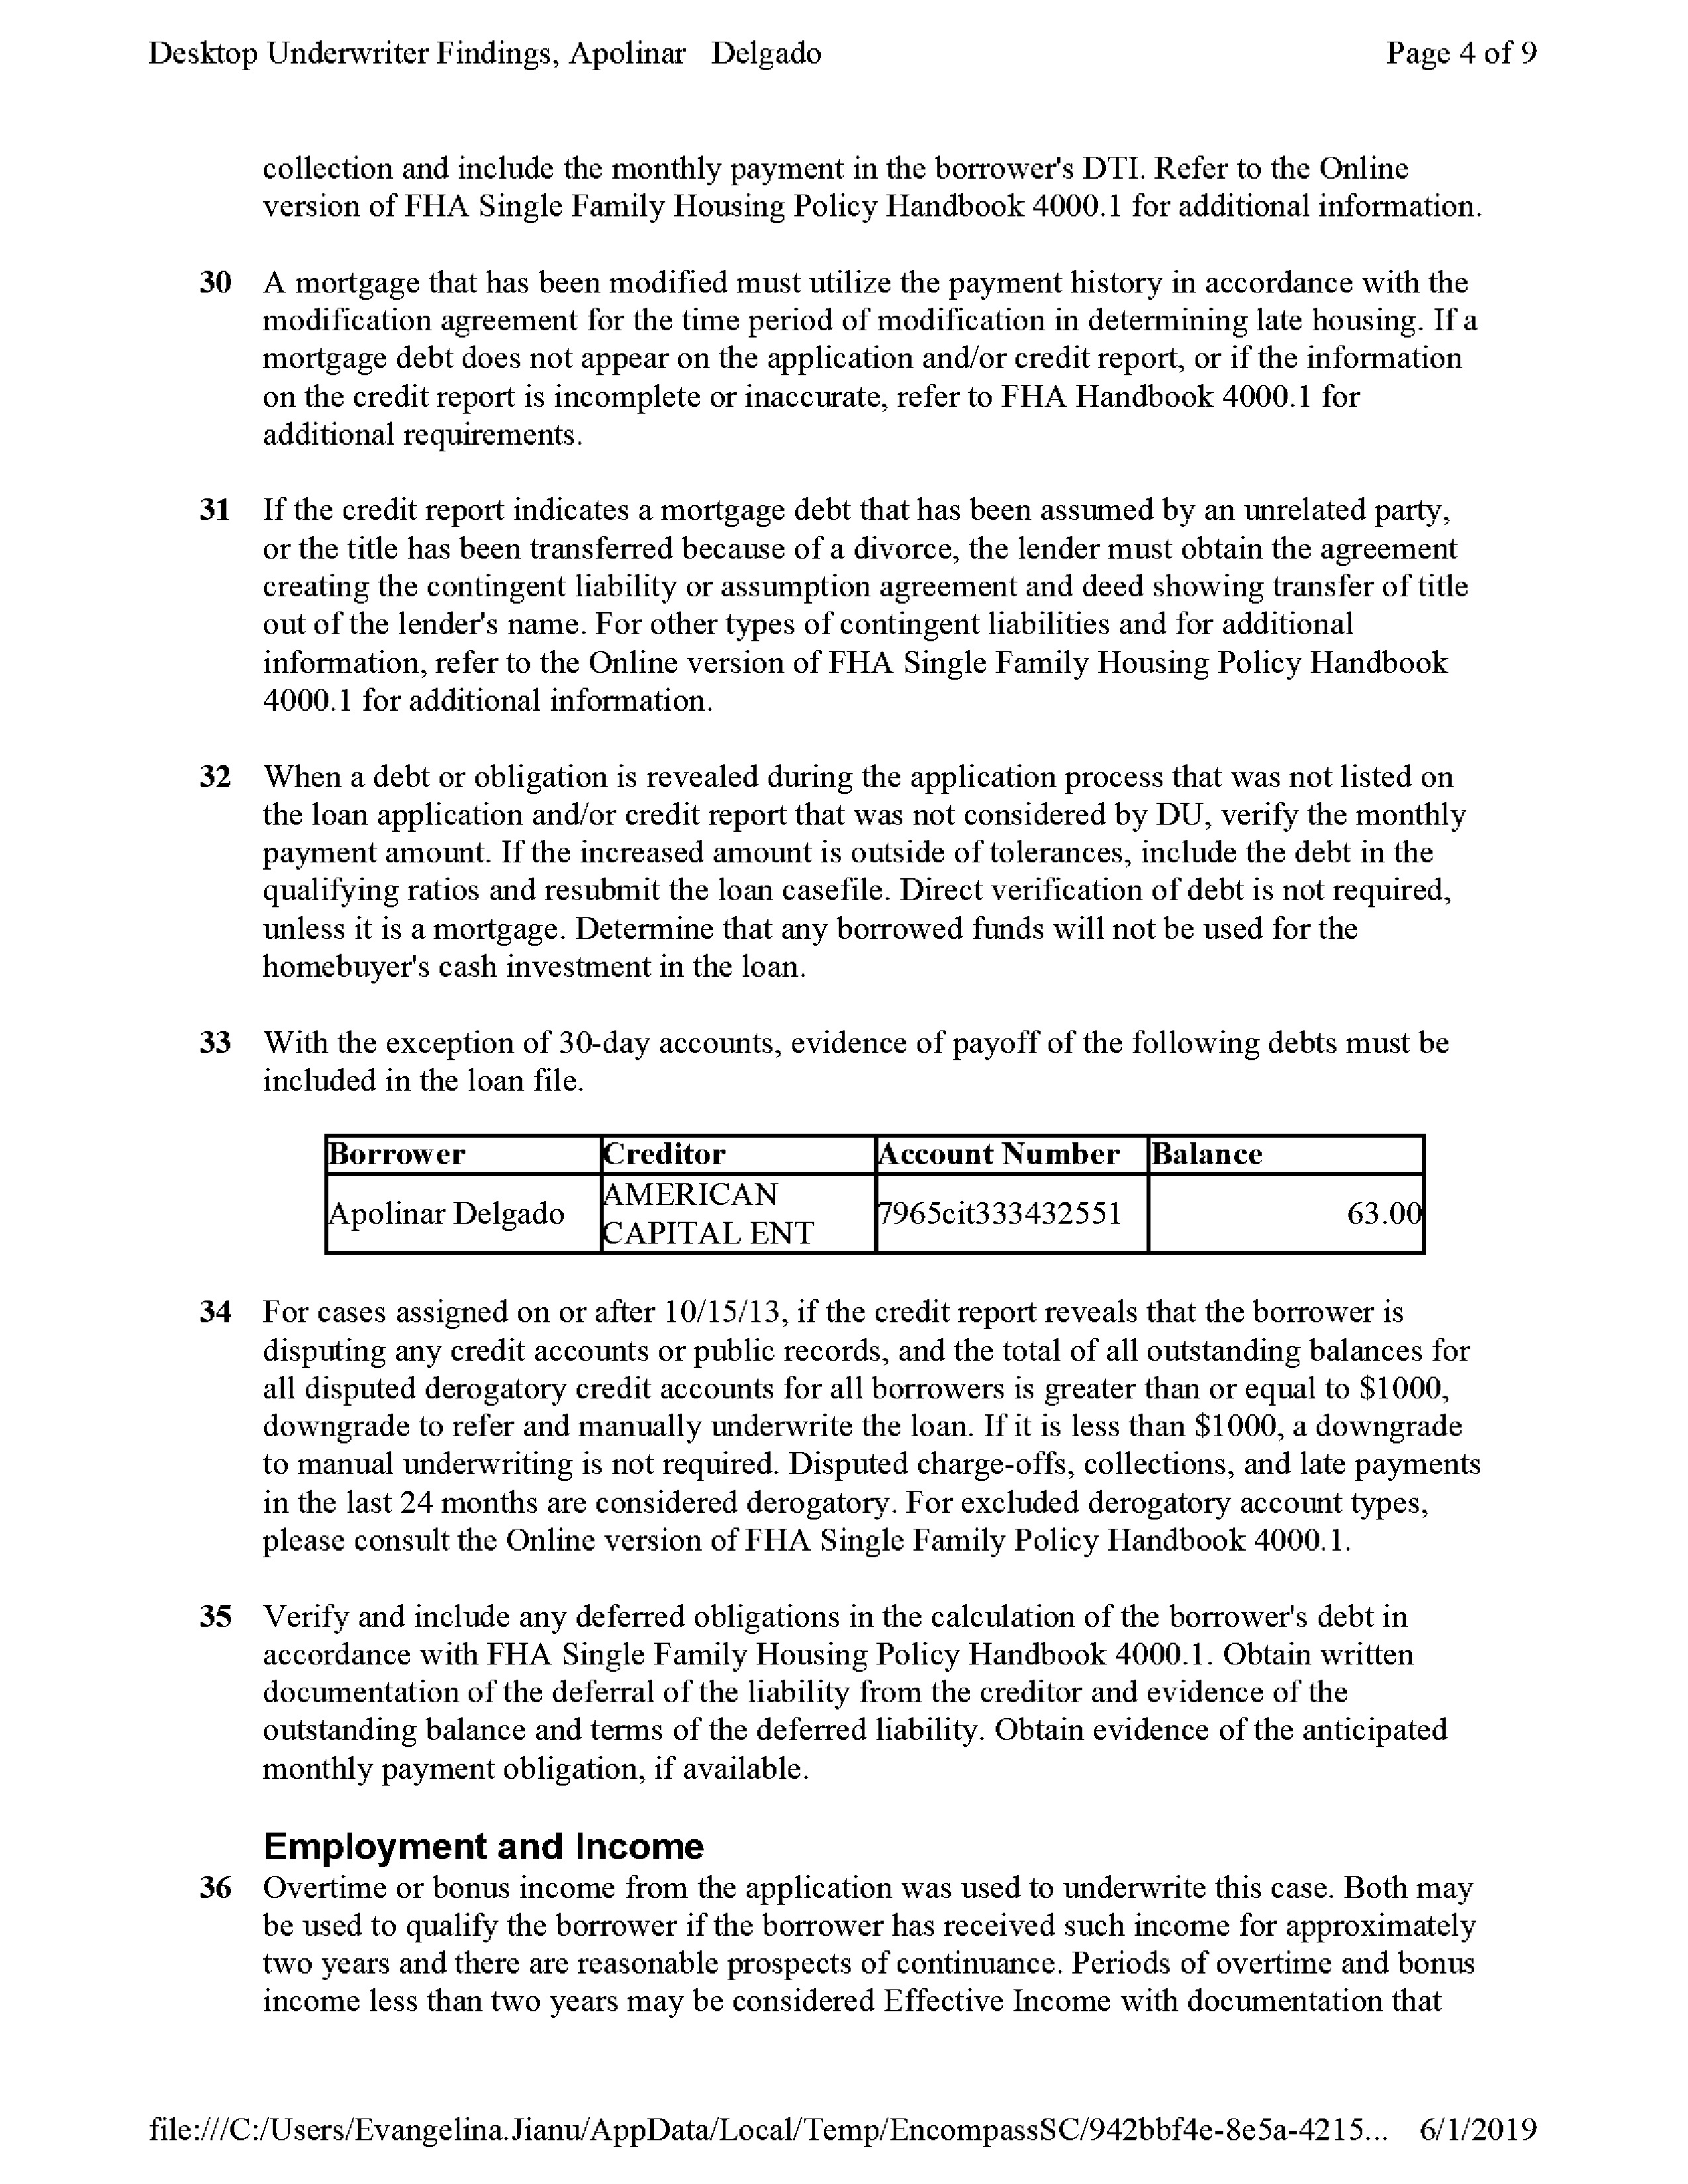 Desktop Underwriter Findings, Apolinar   Delgado   Page 4 of 9
collection and include the monthly payment in the borrower's DTI. Refer to the Online
version of FHA Single Family Housing Policy Handbook 4000.1 for additional information.
30 A mortgage that has been modified must utilize the payment history in accordance with the
modification agreement for the time period of modification in determining late housing. If a
mortgage debt does not appear on the application and/or credit report, or if the information
on the credit report is incomplete or inaccurate, refer to FHA Handbook 4000.1 for
additional requirements.
31 If the credit report indicates a mortgage debt that has been assumed by an unrelated party,
or the title has been transferred because of a divorce, the lender must obtain the agreement
creating the contingent liability or assumption agreement and deed showing transfer of title
out of the lender's name. For other types of contingent liabilities and for additional
information, refer to the Online version of FHA Single Family Housing Policy Handbook
4000.1 for additional information.
32 When a debt or obligation is revealed during the application process that was not listed on
the loan application and/or credit report that was not considered by DU, verify the monthly
payment amount. If the increased amount is outside of tolerances, include the debt in the
qualifying ratios and resubmit the loan casefile. Direct verification of debt is not required,
unless it is a mortgage. Determine that any borrowed funds will not be used for the
homebuyer's cash investment in the loan.
33 With the exception of 30-day accounts, evidence of payoff of the following debts must be
included in the loan file.
Borrower Creditor Account Number Balance
Apolinar Delgado AMERICAN CAPITAL ENT 7965cit333432551 63.00
34 For cases assigned on or after 10/15/13, if the credit report reveals that the borrower is
disputing any credit accounts or public records, and the total of all outstanding balances for
all disputed derogatory credit accounts for all borrowers is greater than or equal to $1000,
downgrade to refer and manually underwrite the loan. If it is less than $1000, a downgrade
to manual underwriting is not required. Disputed charge-offs, collections, and late payments
in the last 24 months are considered derogatory. For excluded derogatory account types,
please consult the Online version of FHA Single Family Policy Handbook 4000.1.
35 Verify and include any deferred obligations in the calculation of the borrower's debt in
accordance with FHA Single Family Housing Policy Handbook 4000.1. Obtain written
documentation of the deferral of the liability from the creditor and evidence of the
outstanding balance and terms of the deferred liability. Obtain evidence of the anticipated
monthly payment obligation, if available.
Employment and Income
36 Overtime or bonus income from the application was used to underwrite this case. Both may
be used to qualify the borrower if the borrower has received such income for approximately
two years and there are reasonable prospects of continuance. Periods of overtime and bonus
income less than two years may be considered Effective Income with documentation that
file:///C:/Users/Evangelina.Jianu/AppData/Local/Temp/EncompassSC/942bbf4e-8e5a-4215... 6/1/2019